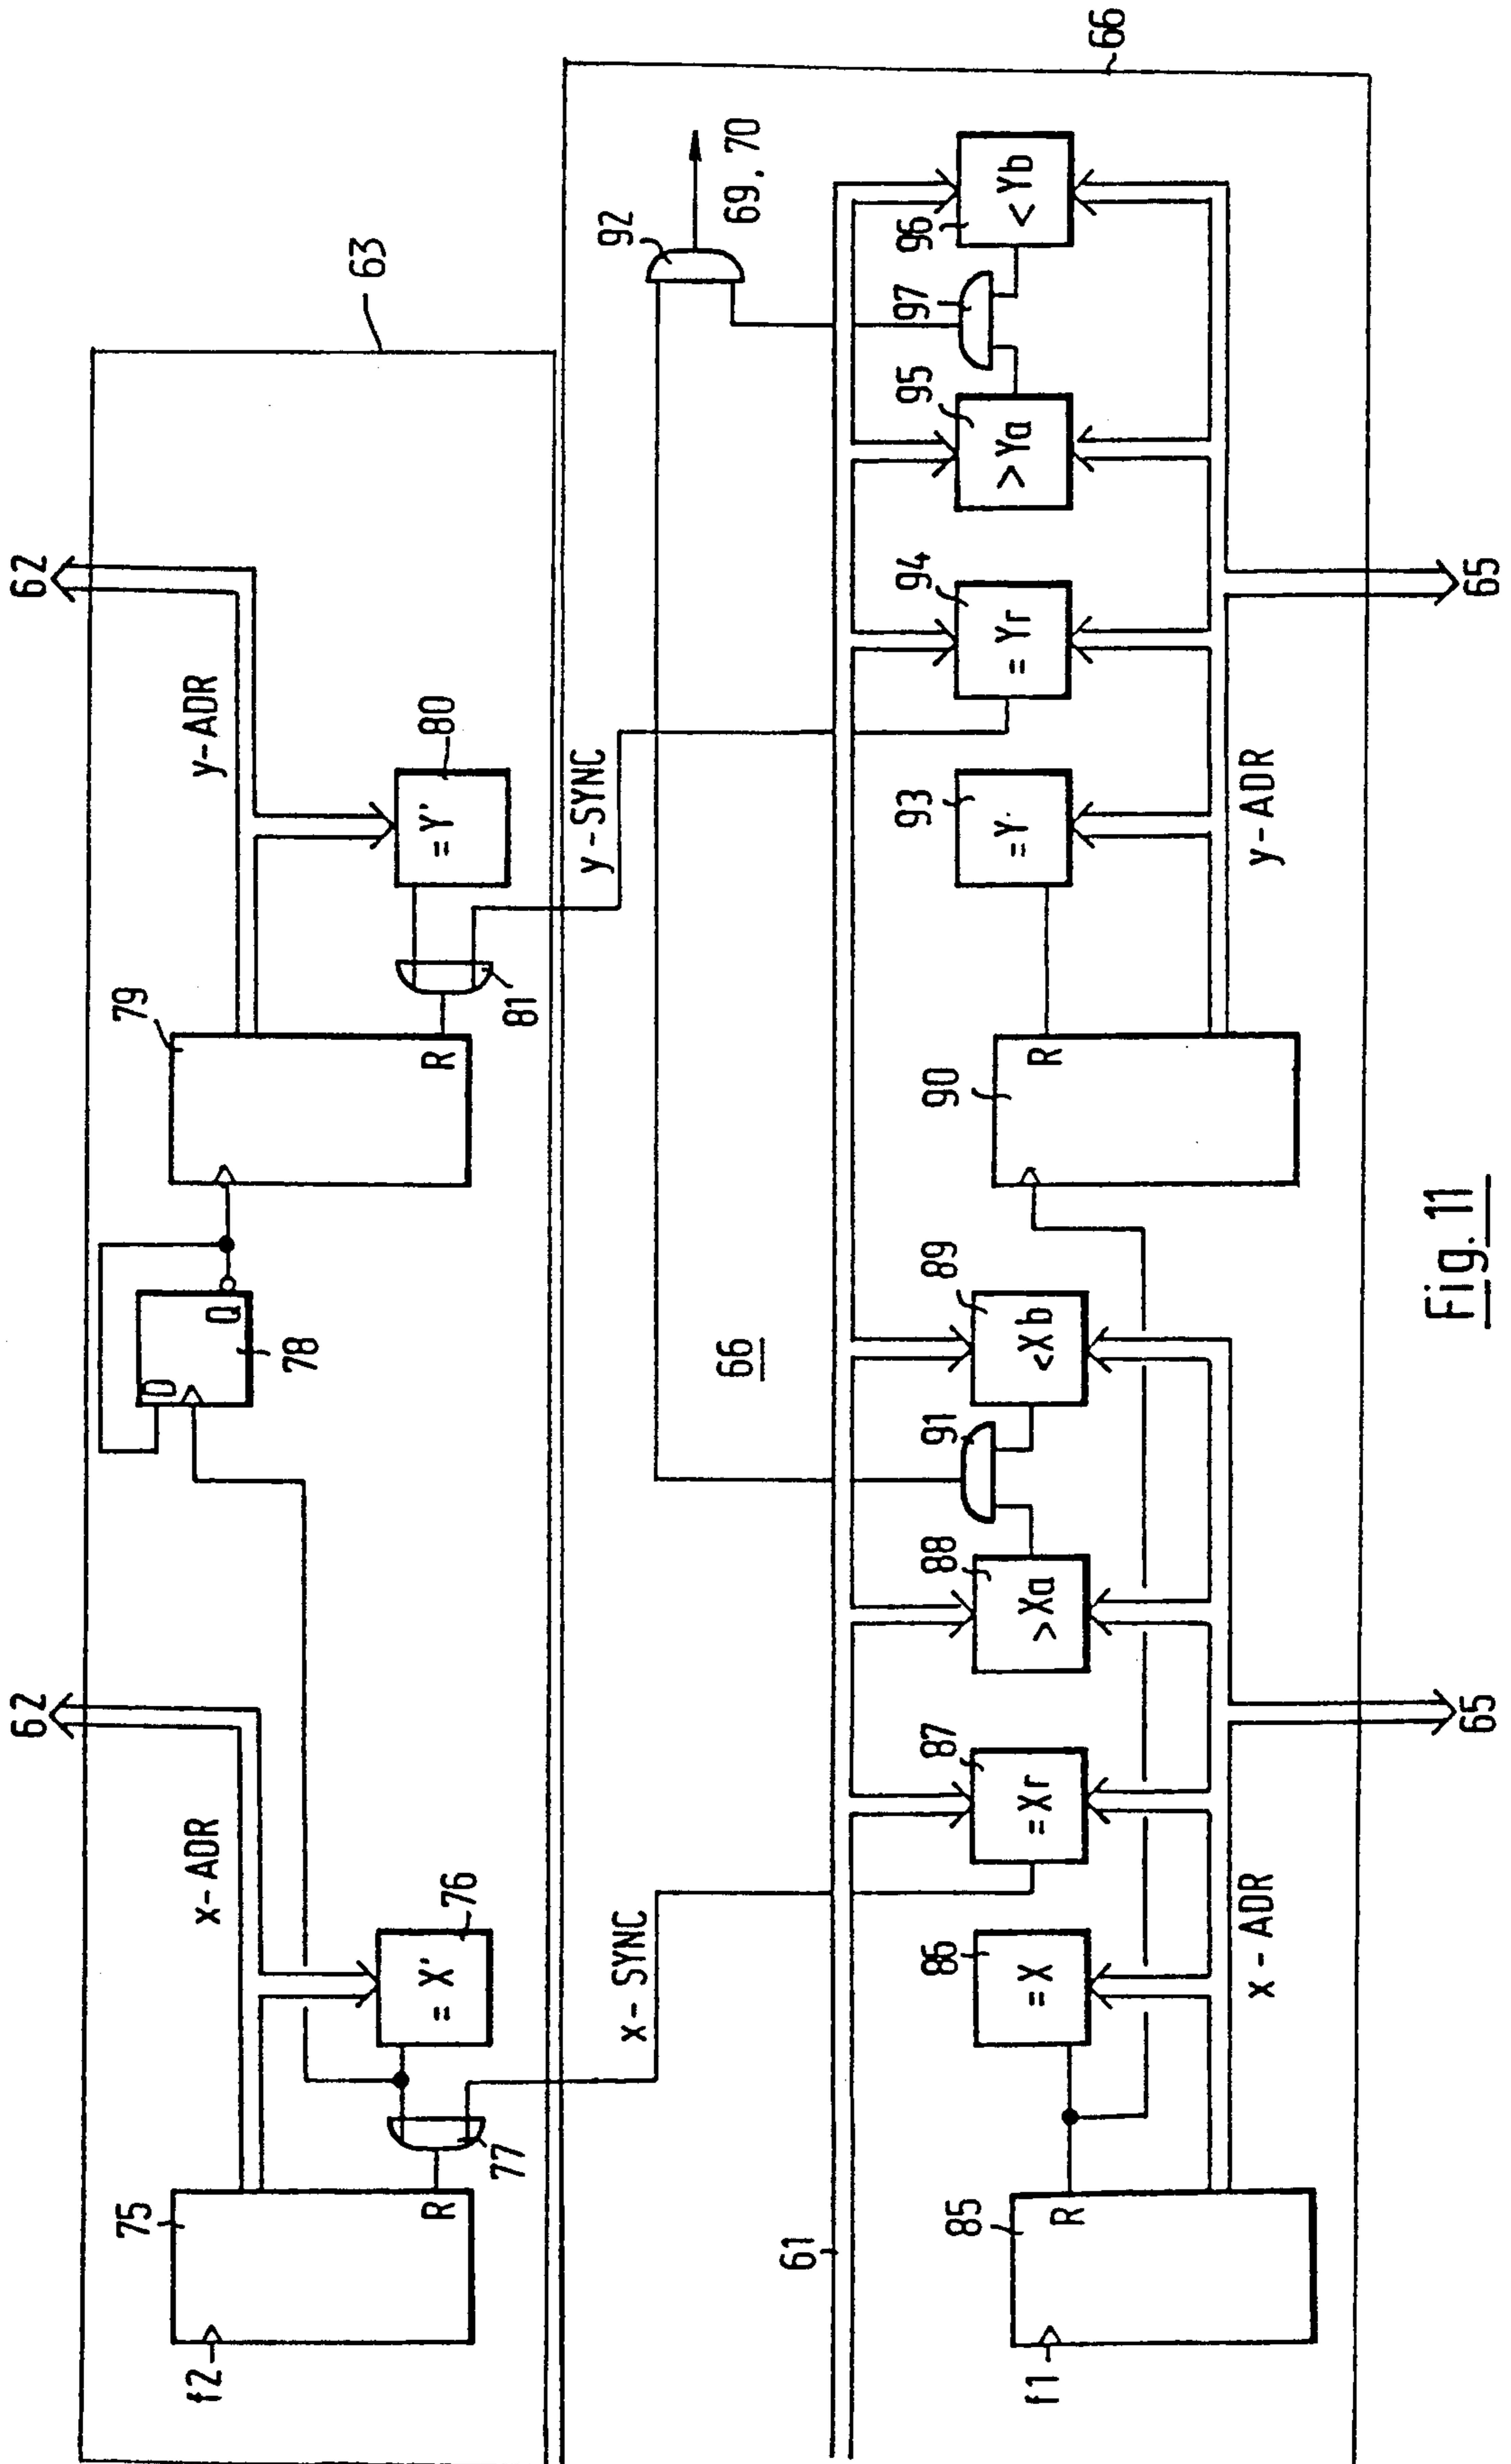 62 62
75 x-ADR 79 y-ADR 63
D Q
78
f2 R = X' 76 R = Y' 80
77 81
x-SYNC y-SYNC
66 92
69, 70
61
85 86 87 88 91 89 90 93 94 95 97 96 66
f1 R = X = Xr > Xa < Xb R = Y = Yr > Ya < Yb
x-ADR y-ADR
65 65
Fig. 11